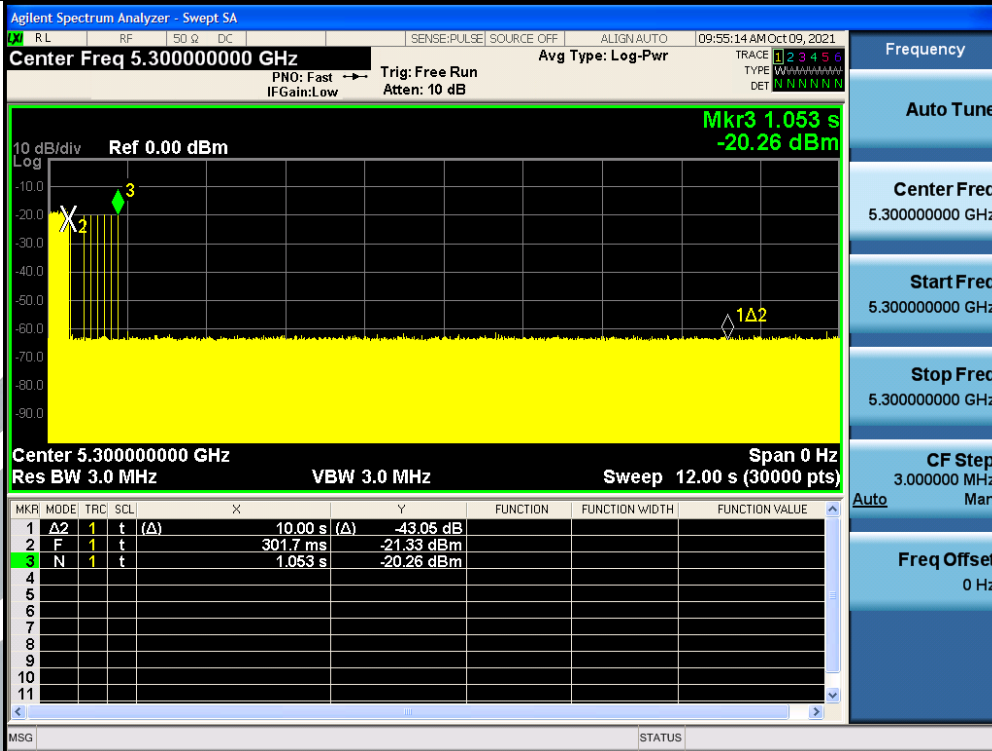 Agilent Spectrum Analyzer - Swept SA
LXI RL RF 50 Ω DC SENSE:PULSE SOURCE OFF ALIGN AUTO 09:55:14 AM Oct 09, 2021
Center Freq 5.300000000 GHz
PNO: Fast
IFGain:Low
Trig: Free Run
Atten: 10 dB
Avg Type: Log-Pwr
TRACE 1 2 3 4 5 6
TYPE
DET N N N N N N
Mkr3 1.053 s
-20.26 dBm
10 dB/div Ref 0.00 dBm
Log
-10.0
-20.0
-30.0
-40.0
-50.0
-60.0
-70.0
-80.0
-90.0
3
X2
1Δ2
Center 5.300000000 GHz Span 0 Hz
Res BW 3.0 MHz VBW 3.0 MHz Sweep 12.00 s (30000 pts)
MKR MODE TRC SCL X Y FUNCTION FUNCTION WIDTH FUNCTION VALUE
1 Δ2 1 t (Δ) 10.00 s (Δ) -43.05 dB
2 F 1 t 301.7 ms -21.33 dBm
3 N 1 t 1.053 s -20.26 dBm
4
5
6
7
8
9
10
11
MSG STATUS
Frequency
Auto Tune
Center Freq
5.300000000 GHz
Start Freq
5.300000000 GHz
Stop Freq
5.300000000 GHz
CF Step
3.000000 MHz
Auto Man
Freq Offset
0 Hz